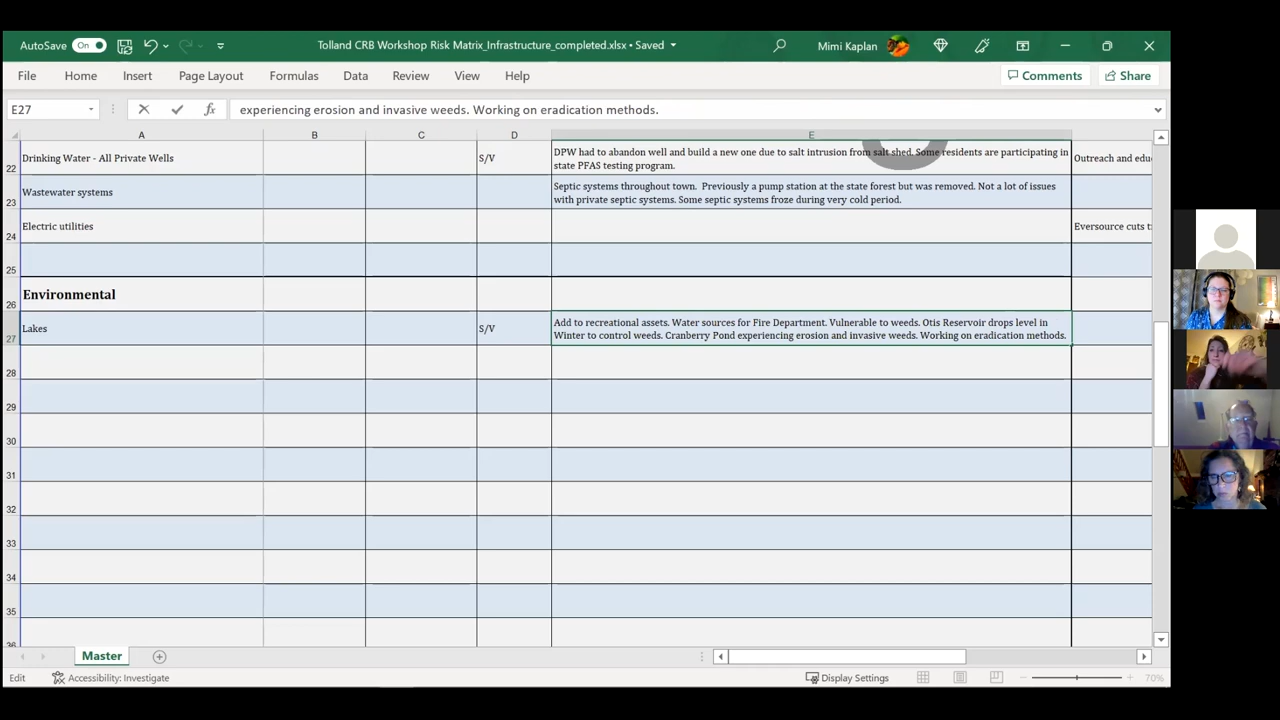 AutoSave On Tolland CRB Workshop Risk Matrix_Infrastructure_completed.xlsx • Saved Mimi Kaplan
File Home Insert Page Layout Formulas Data Review View Help Comments Share
E27 fx experiencing erosion and invasive weeds. Working on eradication methods.
A B C D E
22 Drinking Water - All Private Wells S/V DPW had to abandon well and build a new one due to salt intrusion from salt shed. Some residents are participating in Outreach and edu
state PFAS testing program.
23 Wastewater systems Septic systems throughout town. Previously a pump station at the state forest but was removed. Not a lot of issues
with private septic systems. Some septic systems froze during very cold period.
24 Electric utilities Eversource cuts t
25
26 Environmental
27 Lakes S/V Add to recreational assets. Water sources for Fire Department. Vulnerable to weeds. Otis Reservoir drops level in
Winter to control weeds. Cranberry Pond experiencing erosion and invasive weeds. Working on eradication methods.
28
29
30
31
32
33
34
35
36
Master
Edit Accessibility: Investigate Display Settings 70%